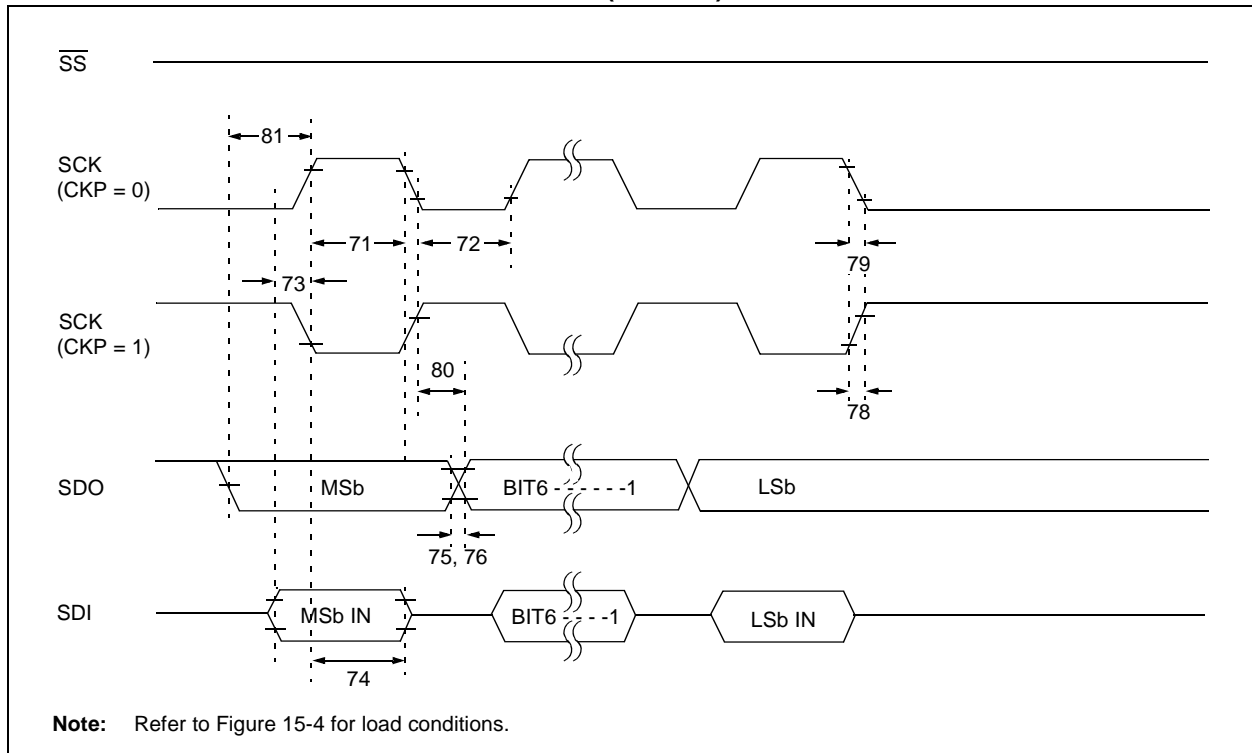 SS
81
SCK
(CKP = 0)
71
72
79
73
SCK
(CKP = 1)
80
78
SDO
MSb
BIT6 - - - - - - -1
LSb
75, 76
SDI
MSb IN
BIT6 - - - - -1
LSb IN
74
Note: Refer to Figure 15-4 for load conditions.